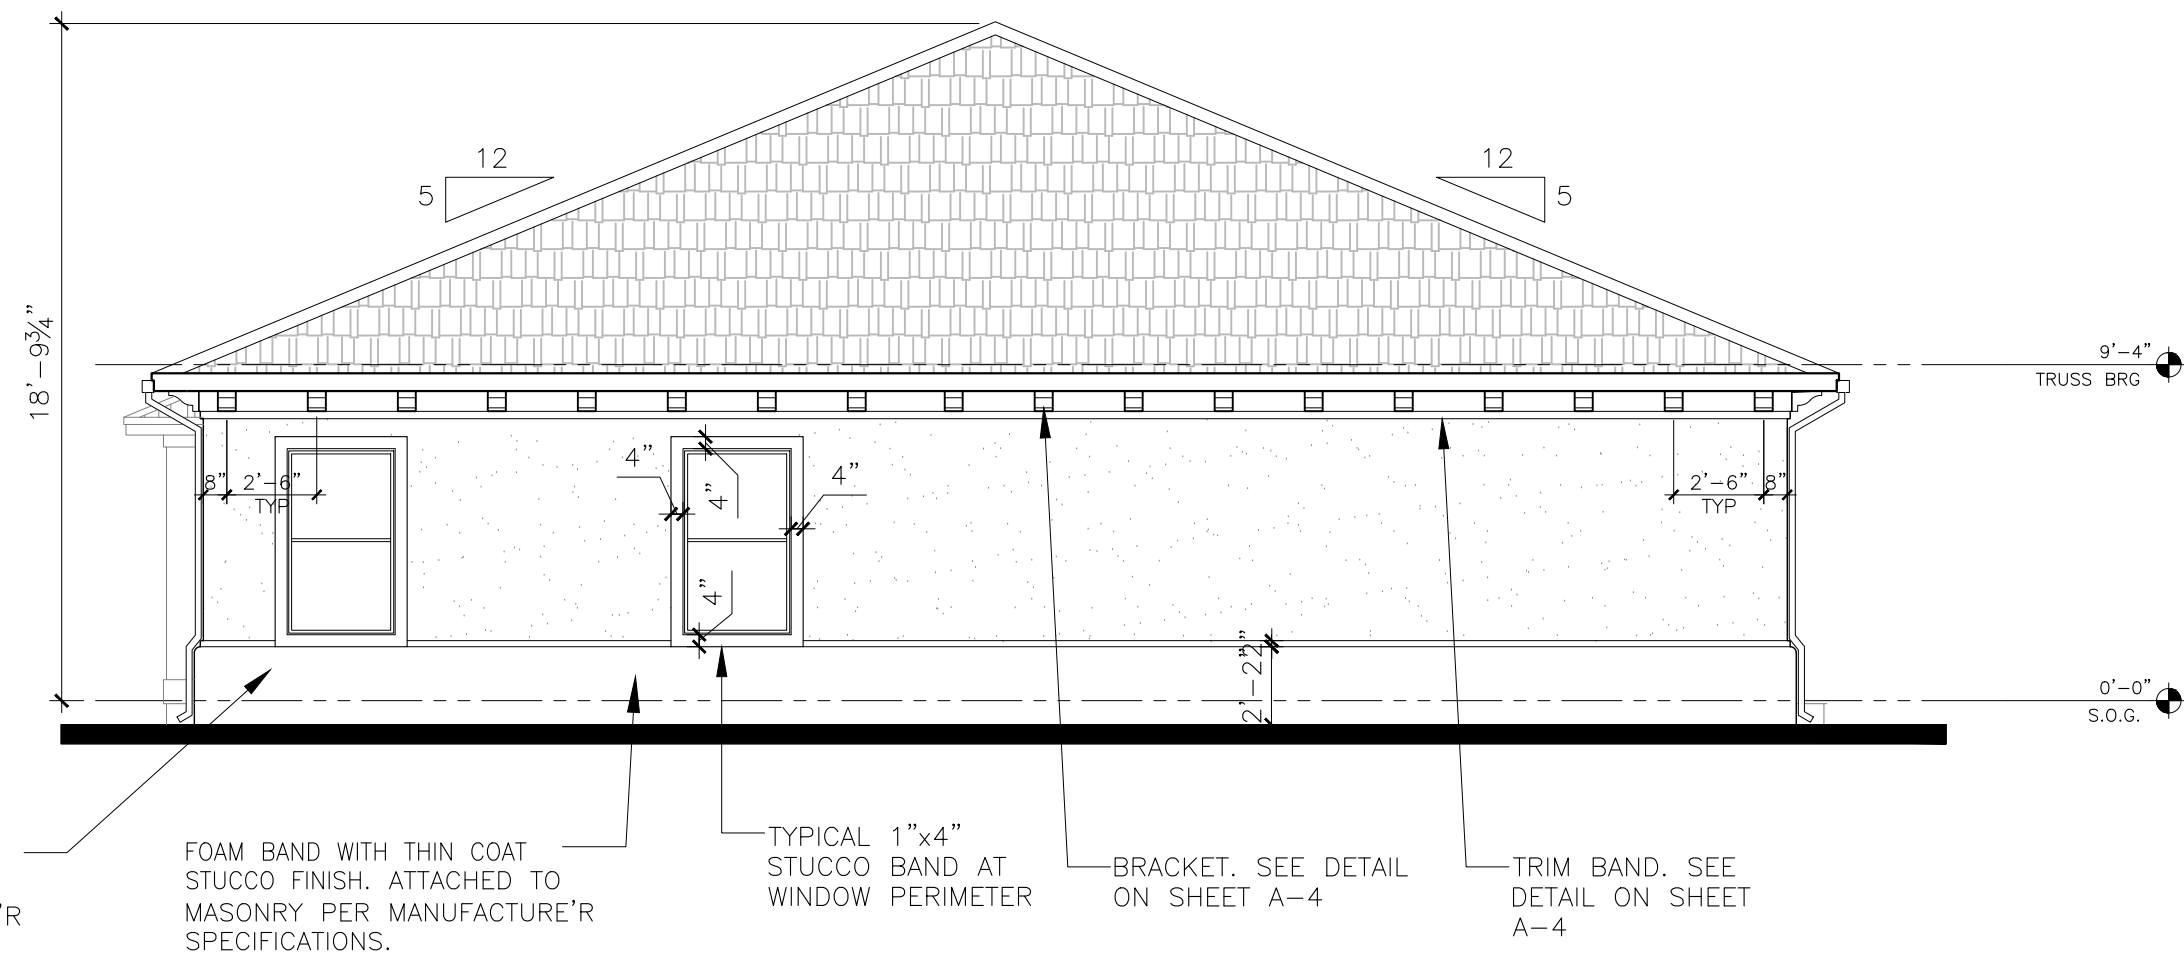 12
5
12
5
18'-9¾"
9'-4"
TRUSS BRG
4"
4"
4"
8"
2'-6"
TYP
2'-6"
8"
TYP
4"
2"
2'-2"
0'-0"
S.O.G.
'R
FOAM BAND WITH THIN COAT
STUCCO FINISH. ATTACHED TO
MASONRY PER MANUFACTURE'R
SPECIFICATIONS.
TYPICAL 1"x4"
STUCCO BAND AT
WINDOW PERIMETER
BRACKET. SEE DETAIL
ON SHEET A-4
TRIM BAND. SEE
DETAIL ON SHEET
A-4